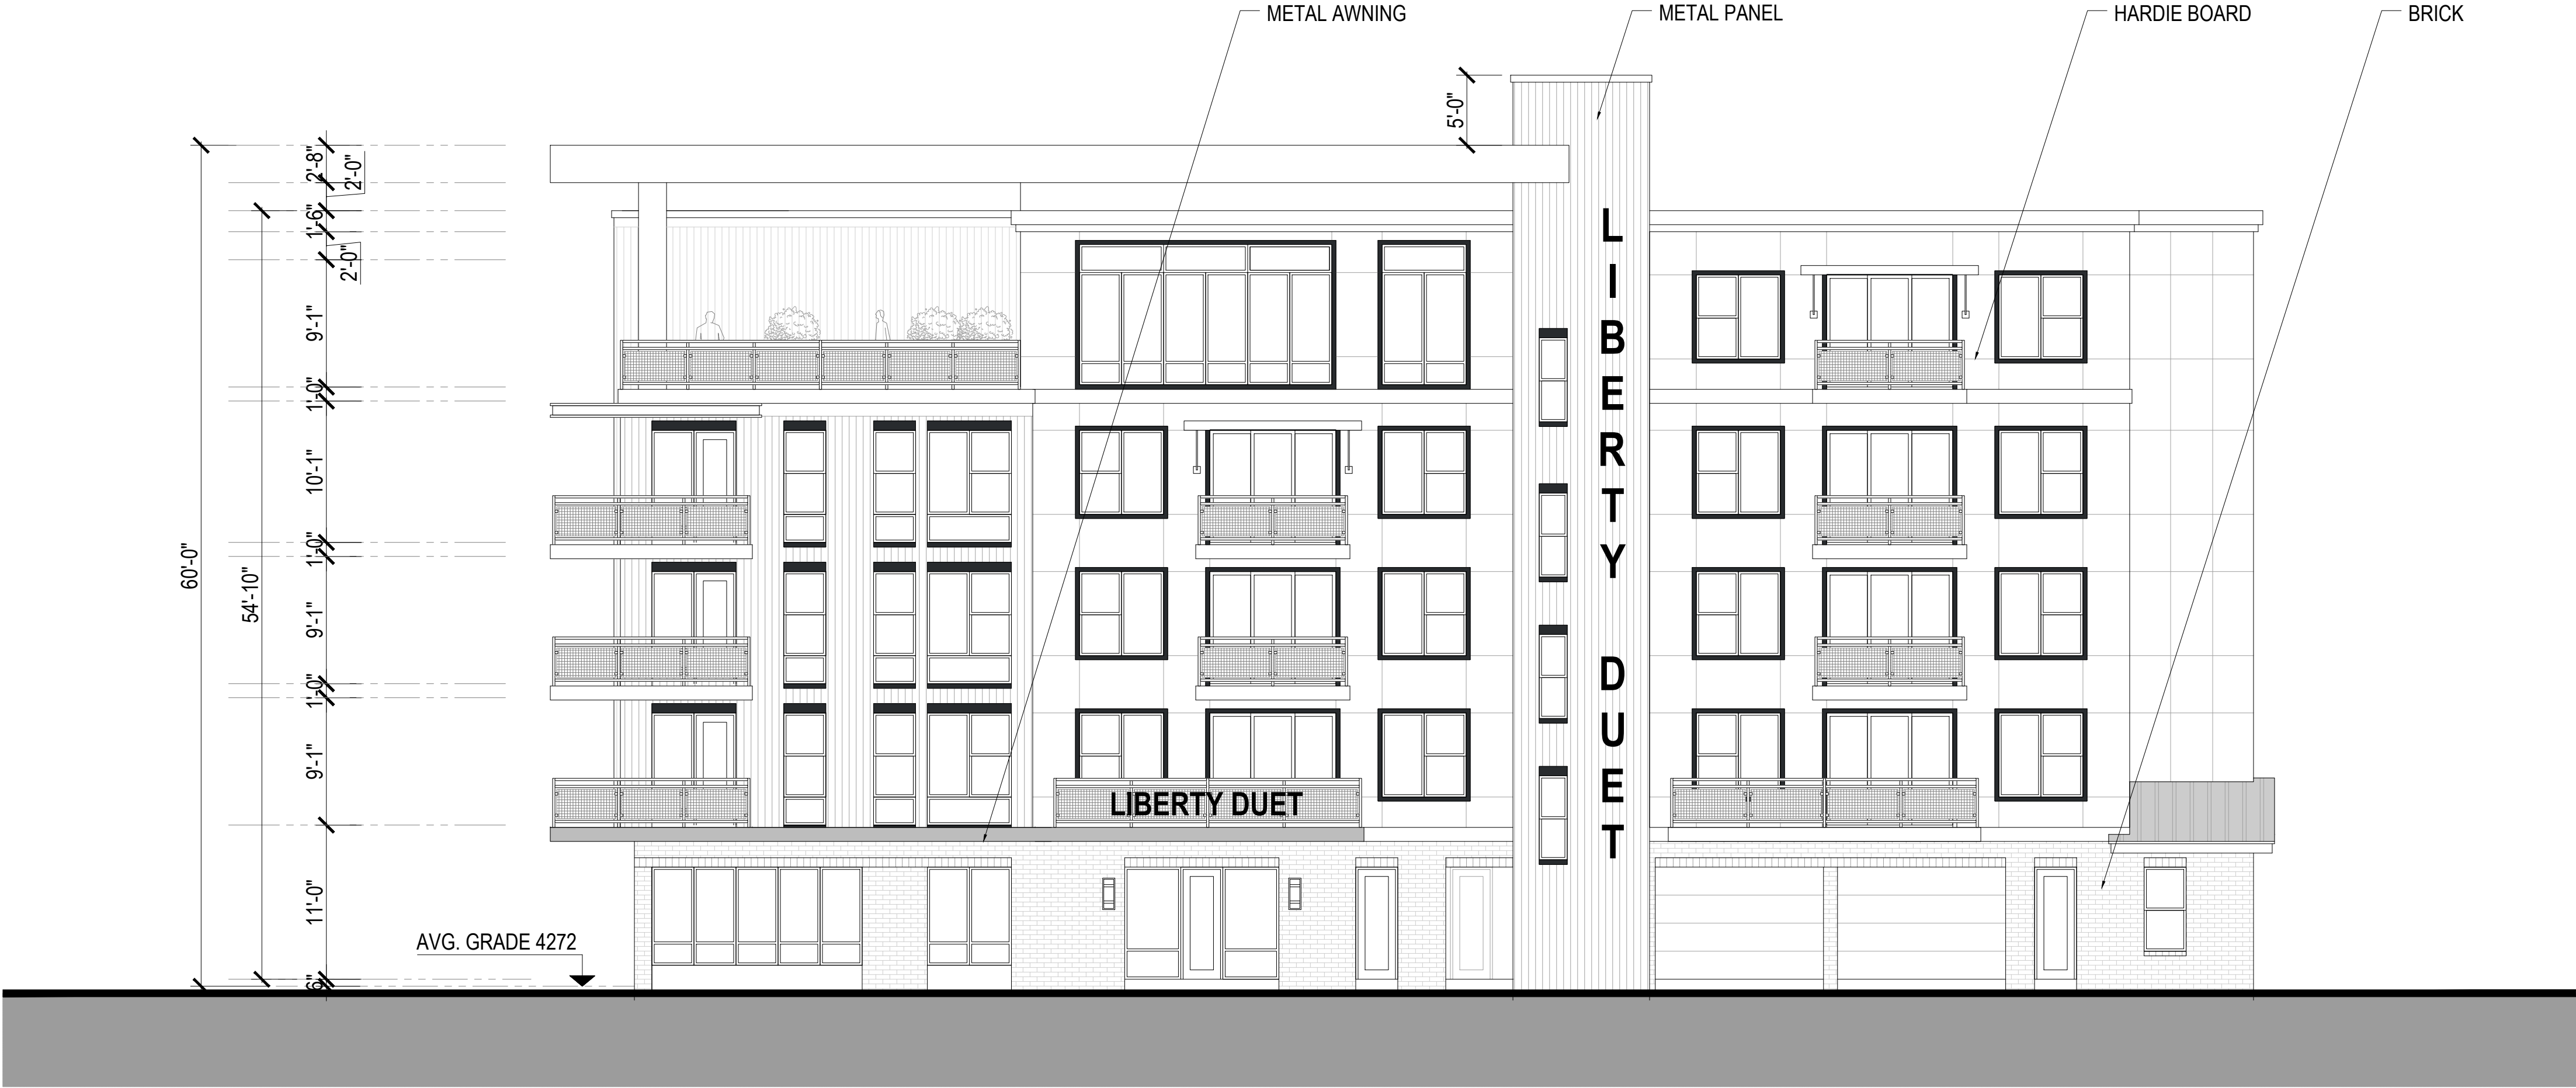 METAL AWNING
METAL PANEL
HARDIE BOARD
BRICK
5'-0"
2'-8"
2'-0"
1'-6"
2'-0"
9'-1"
1'-0"
10'-1"
1'-0"
9'-1"
1'-0"
9'-1"
11'-0"
6"
60'-0"
54'-10"
AVG. GRADE 4272
LIBERTY DUET
LIBERTY DUET